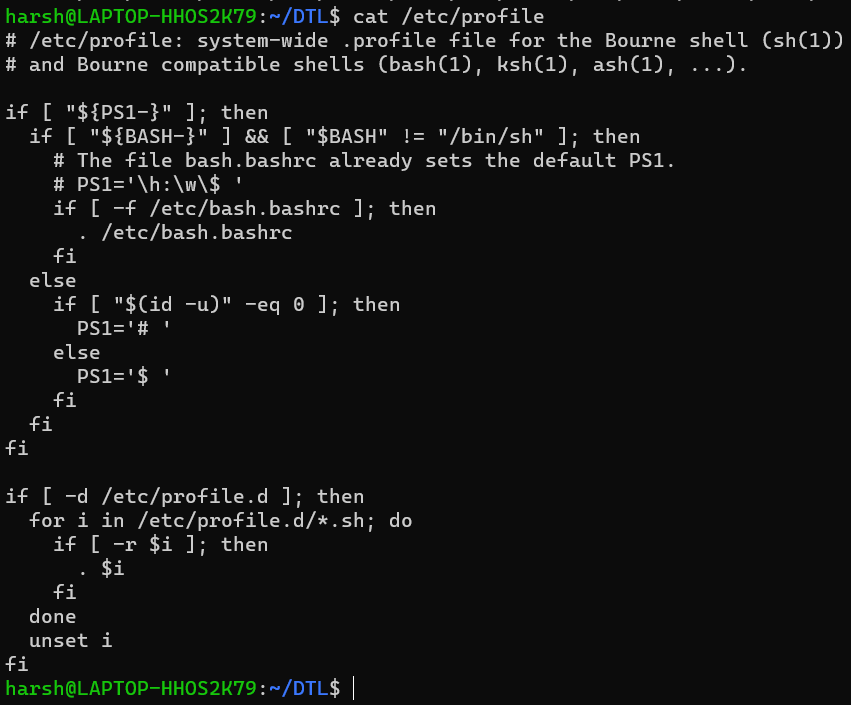 harsh@LAPTOP-HHOS2K79:~/DTL$ cat /etc/profile
# /etc/profile: system-wide .profile file for the Bourne shell (sh(1))
# and Bourne compatible shells (bash(1), ksh(1), ash(1), ...).

if [ "${PS1-}" ]; then
  if [ "${BASH-}" ] && [ "$BASH" != "/bin/sh" ]; then
    # The file bash.bashrc already sets the default PS1.
    # PS1='\h:\w\$ '
    if [ -f /etc/bash.bashrc ]; then
      . /etc/bash.bashrc
    fi
  else
    if [ "$(id -u)" -eq 0 ]; then
      PS1='# '
    else
      PS1='$ '
    fi
  fi
fi

if [ -d /etc/profile.d ]; then
  for i in /etc/profile.d/*.sh; do
    if [ -r $i ]; then
      . $i
    fi
  done
  unset i
fi
harsh@LAPTOP-HHOS2K79:~/DTL$